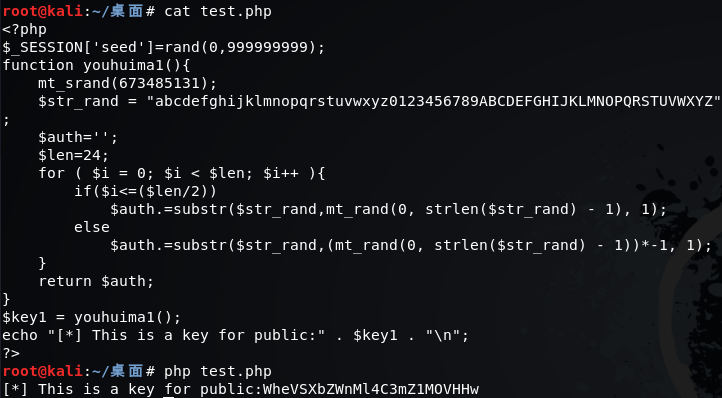 root@kali:~/桌面# cat test.php
<?php
$_SESSION['seed']=rand(0,999999999);
function youhuima1(){
    mt_srand(673485131);
    $str_rand = "abcdefghijklmnopqrstuvwxyz0123456789ABCDEFGHIJKLMNOPQRSTUVWXYZ"
;
    $auth='';
    $len=24;
    for ( $i = 0; $i < $len; $i++ ){
        if($i<=($len/2))
            $auth.=substr($str_rand,mt_rand(0, strlen($str_rand) - 1), 1);
        else
            $auth.=substr($str_rand,(mt_rand(0, strlen($str_rand) - 1))*-1, 1);
    }
    return $auth;
}
$key1 = youhuima1();
echo "[*] This is a key for public:" . $key1 . "\n";
?>
root@kali:~/桌面# php test.php
[*] This is a key for public:WheVSXbZWnMl4C3mZ1MOVHHw